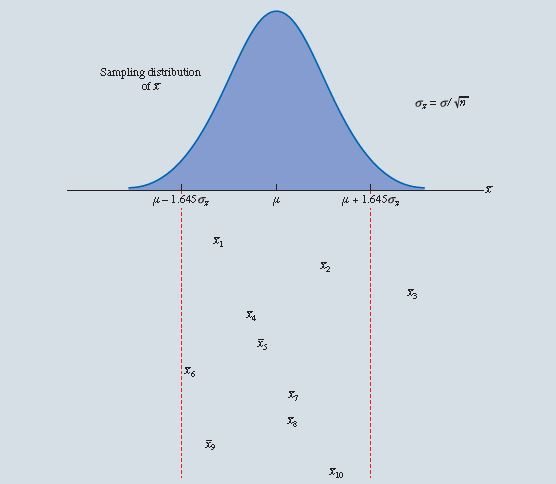 Sampling distribution
of x̄
σx̄ = σ/√n
x̄
μ − 1.645σx̄
μ
μ + 1.645σx̄
x̄1
x̄2
x̄3
x̄4
x̄5
x̄6
x̄7
x̄8
x̄9
x̄10